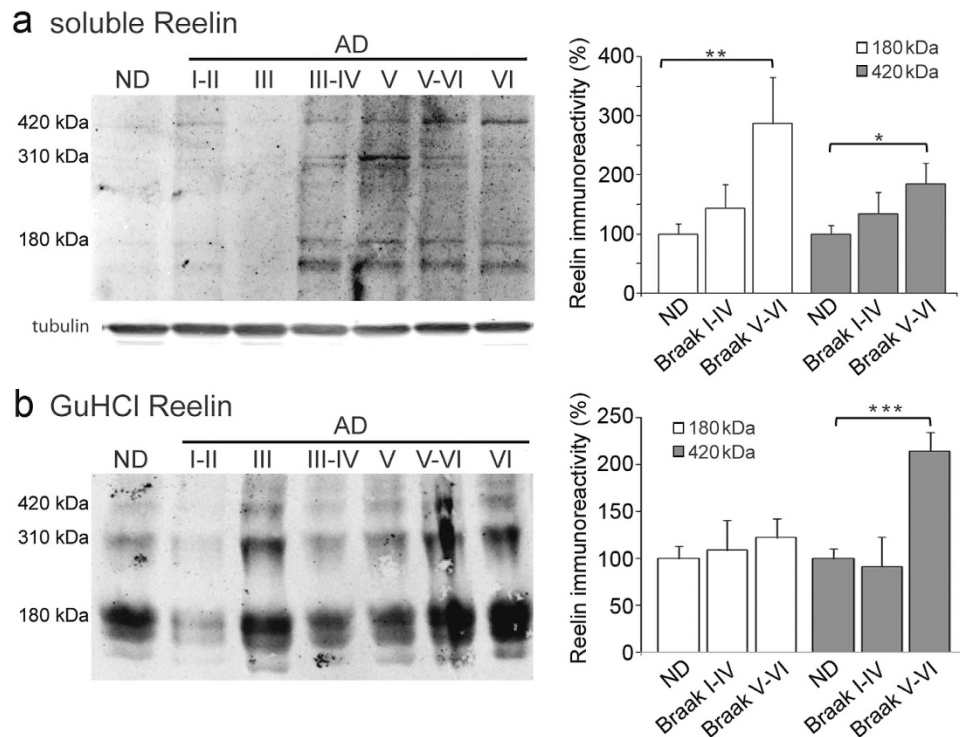 a soluble Reelin
AD
ND I-II III III-IV V V-VI VI
420 kDa
310 kDa
180 kDa
tubulin
Reelin immunoreactivity (%)
400
300
200
100
0
180 kDa
420 kDa
**
*
ND Braak I-IV Braak V-VI ND Braak I-IV Braak V-VI
b GuHCl Reelin
AD
ND I-II III III-IV V V-VI VI
420 kDa
310 kDa
180 kDa
Reelin immunoreactivity (%)
250
200
150
100
50
0
180 kDa
420 kDa
***
ND Braak I-IV Braak V-VI ND Braak I-IV Braak V-VI